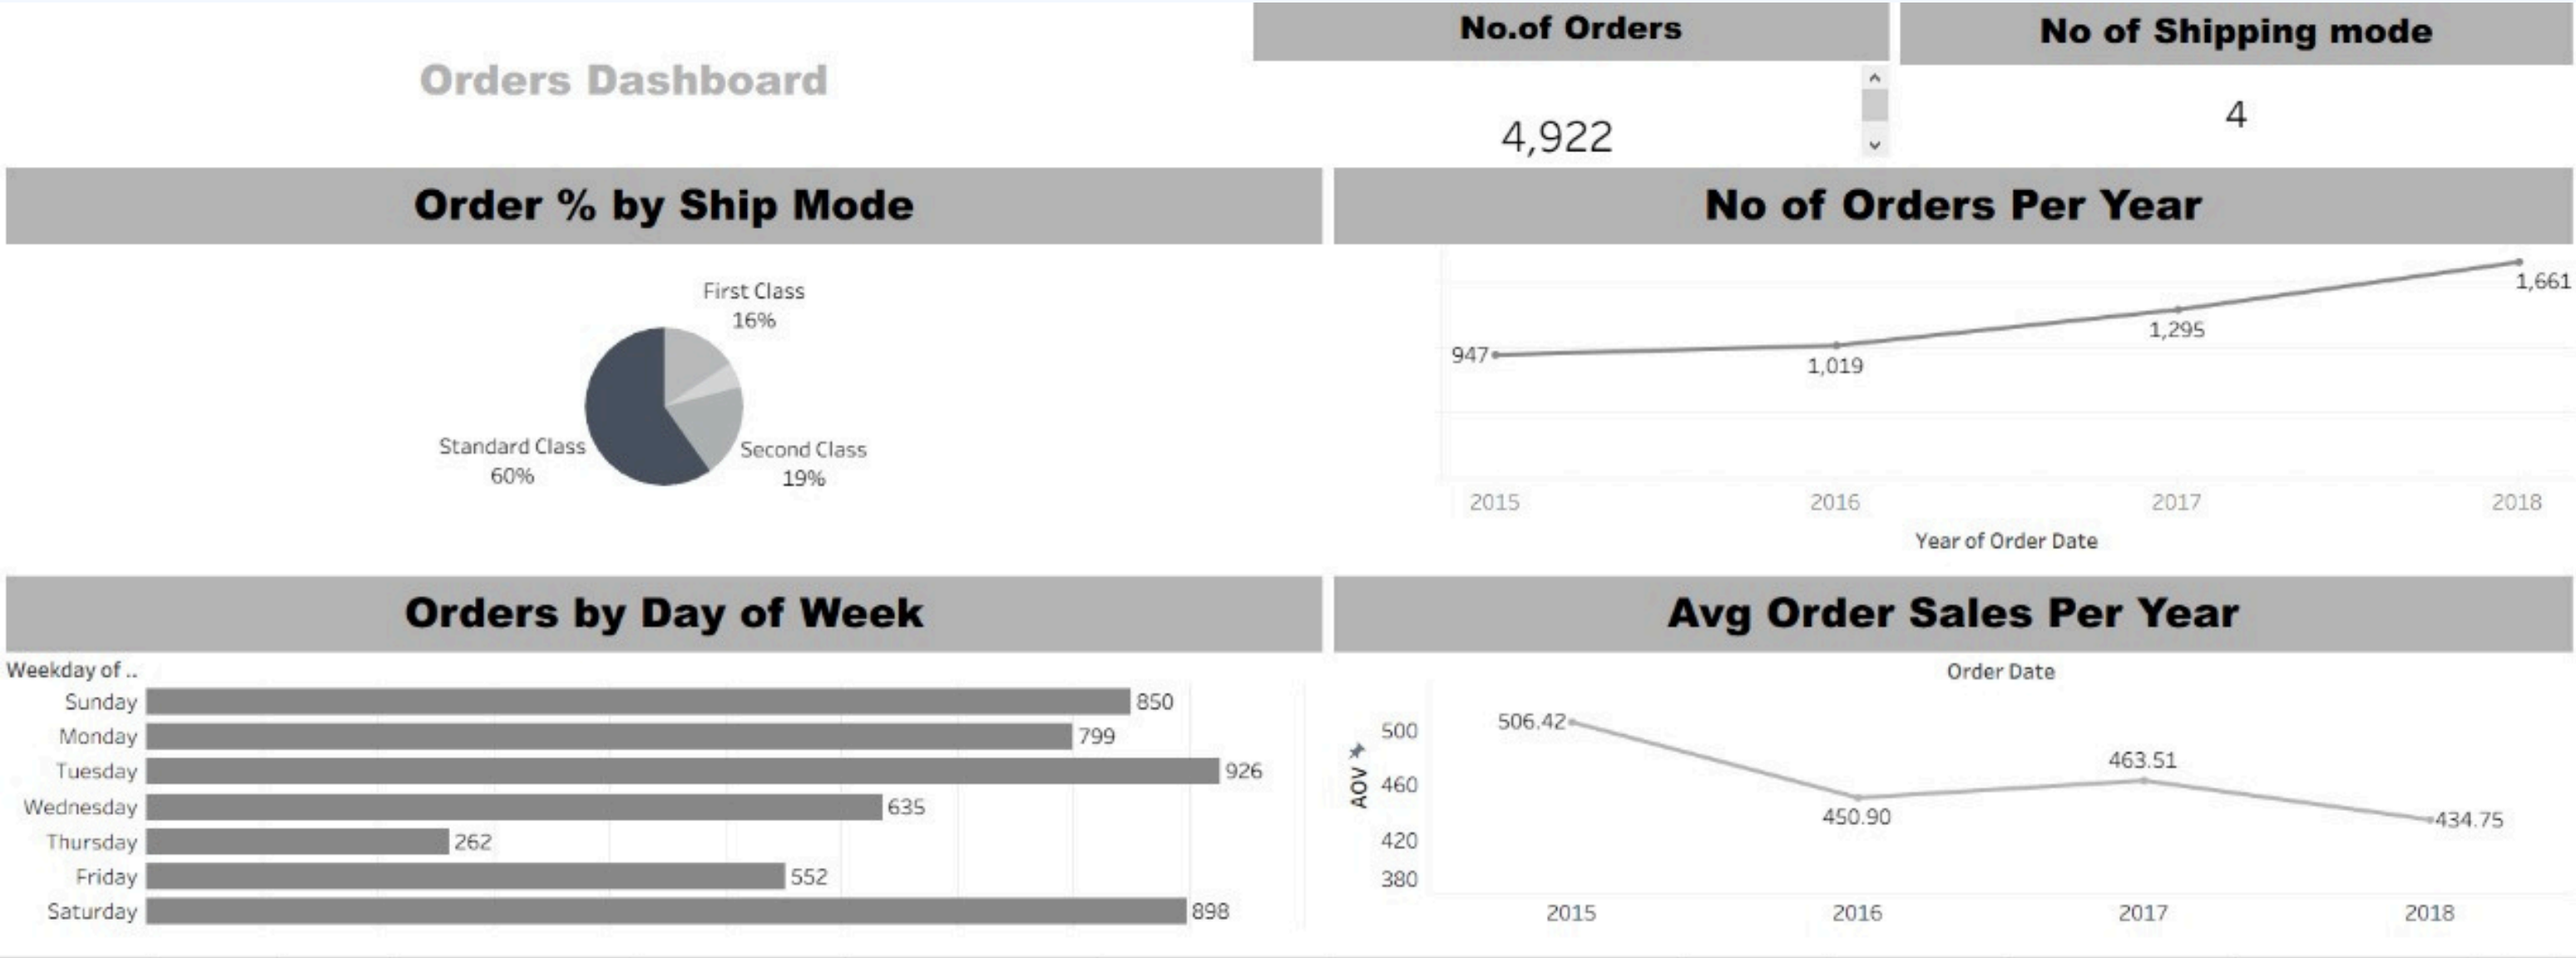 Orders Dashboard
No.of Orders
4,922
No of Shipping mode
4
Order % by Ship Mode
First Class
16%
Standard Class
60%
Second Class
19%
No of Orders Per Year
947
1,019
1,295
1,661
2015 2016 2017 2018
Year of Order Date
Orders by Day of Week
Weekday of ..
Sunday 850
Monday 799
Tuesday 926
Wednesday 635
Thursday 262
Friday 552
Saturday 898
Avg Order Sales Per Year
Order Date
AOV
500
460
420
380
506.42
450.90
463.51
434.75
2015 2016 2017 2018